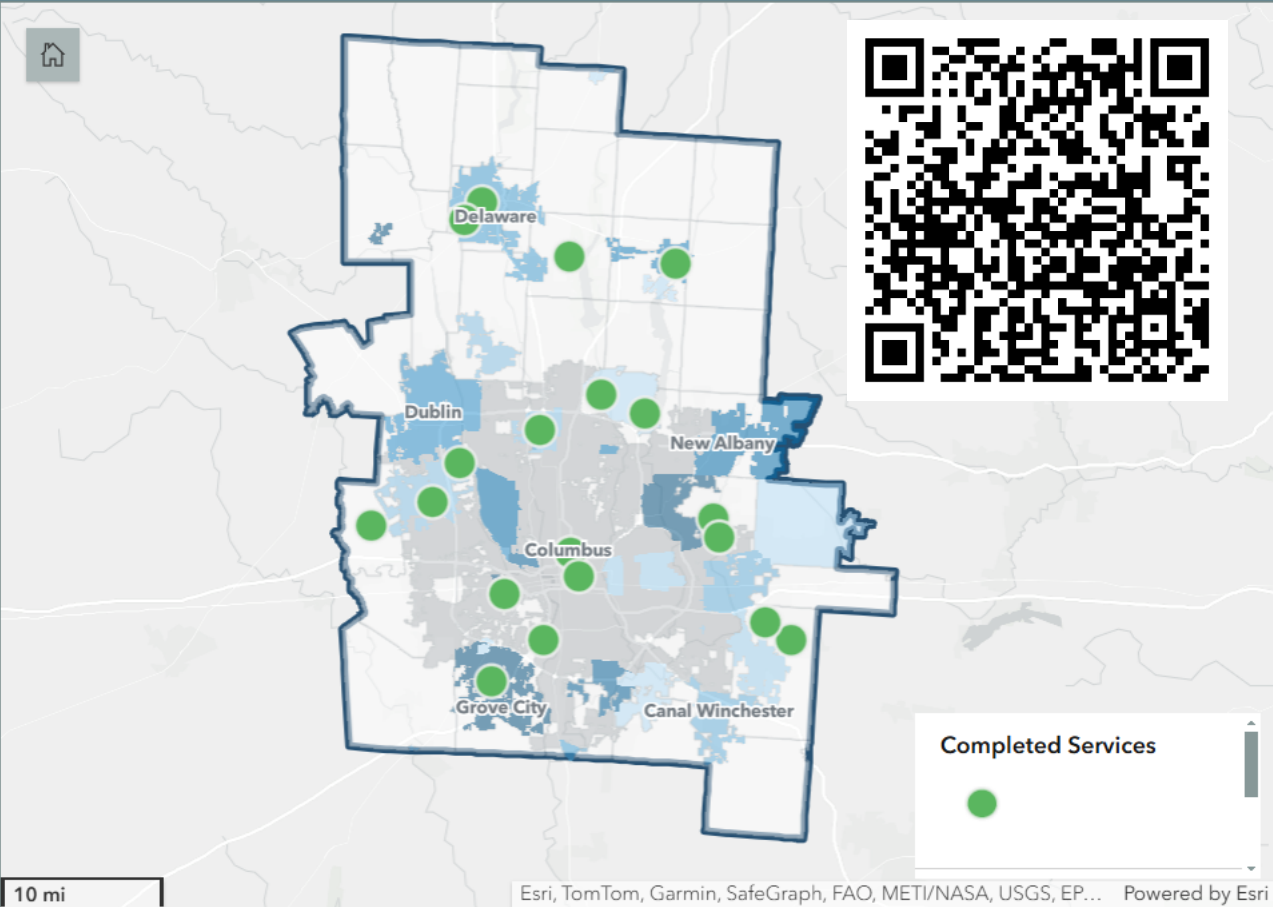 Delaware
Dublin
New Albany
Columbus
Grove City
Canal Winchester
Completed Services
10 mi
Esri, TomTom, Garmin, SafeGraph, FAO, METI/NASA, USGS, EP...
Powered by Esri